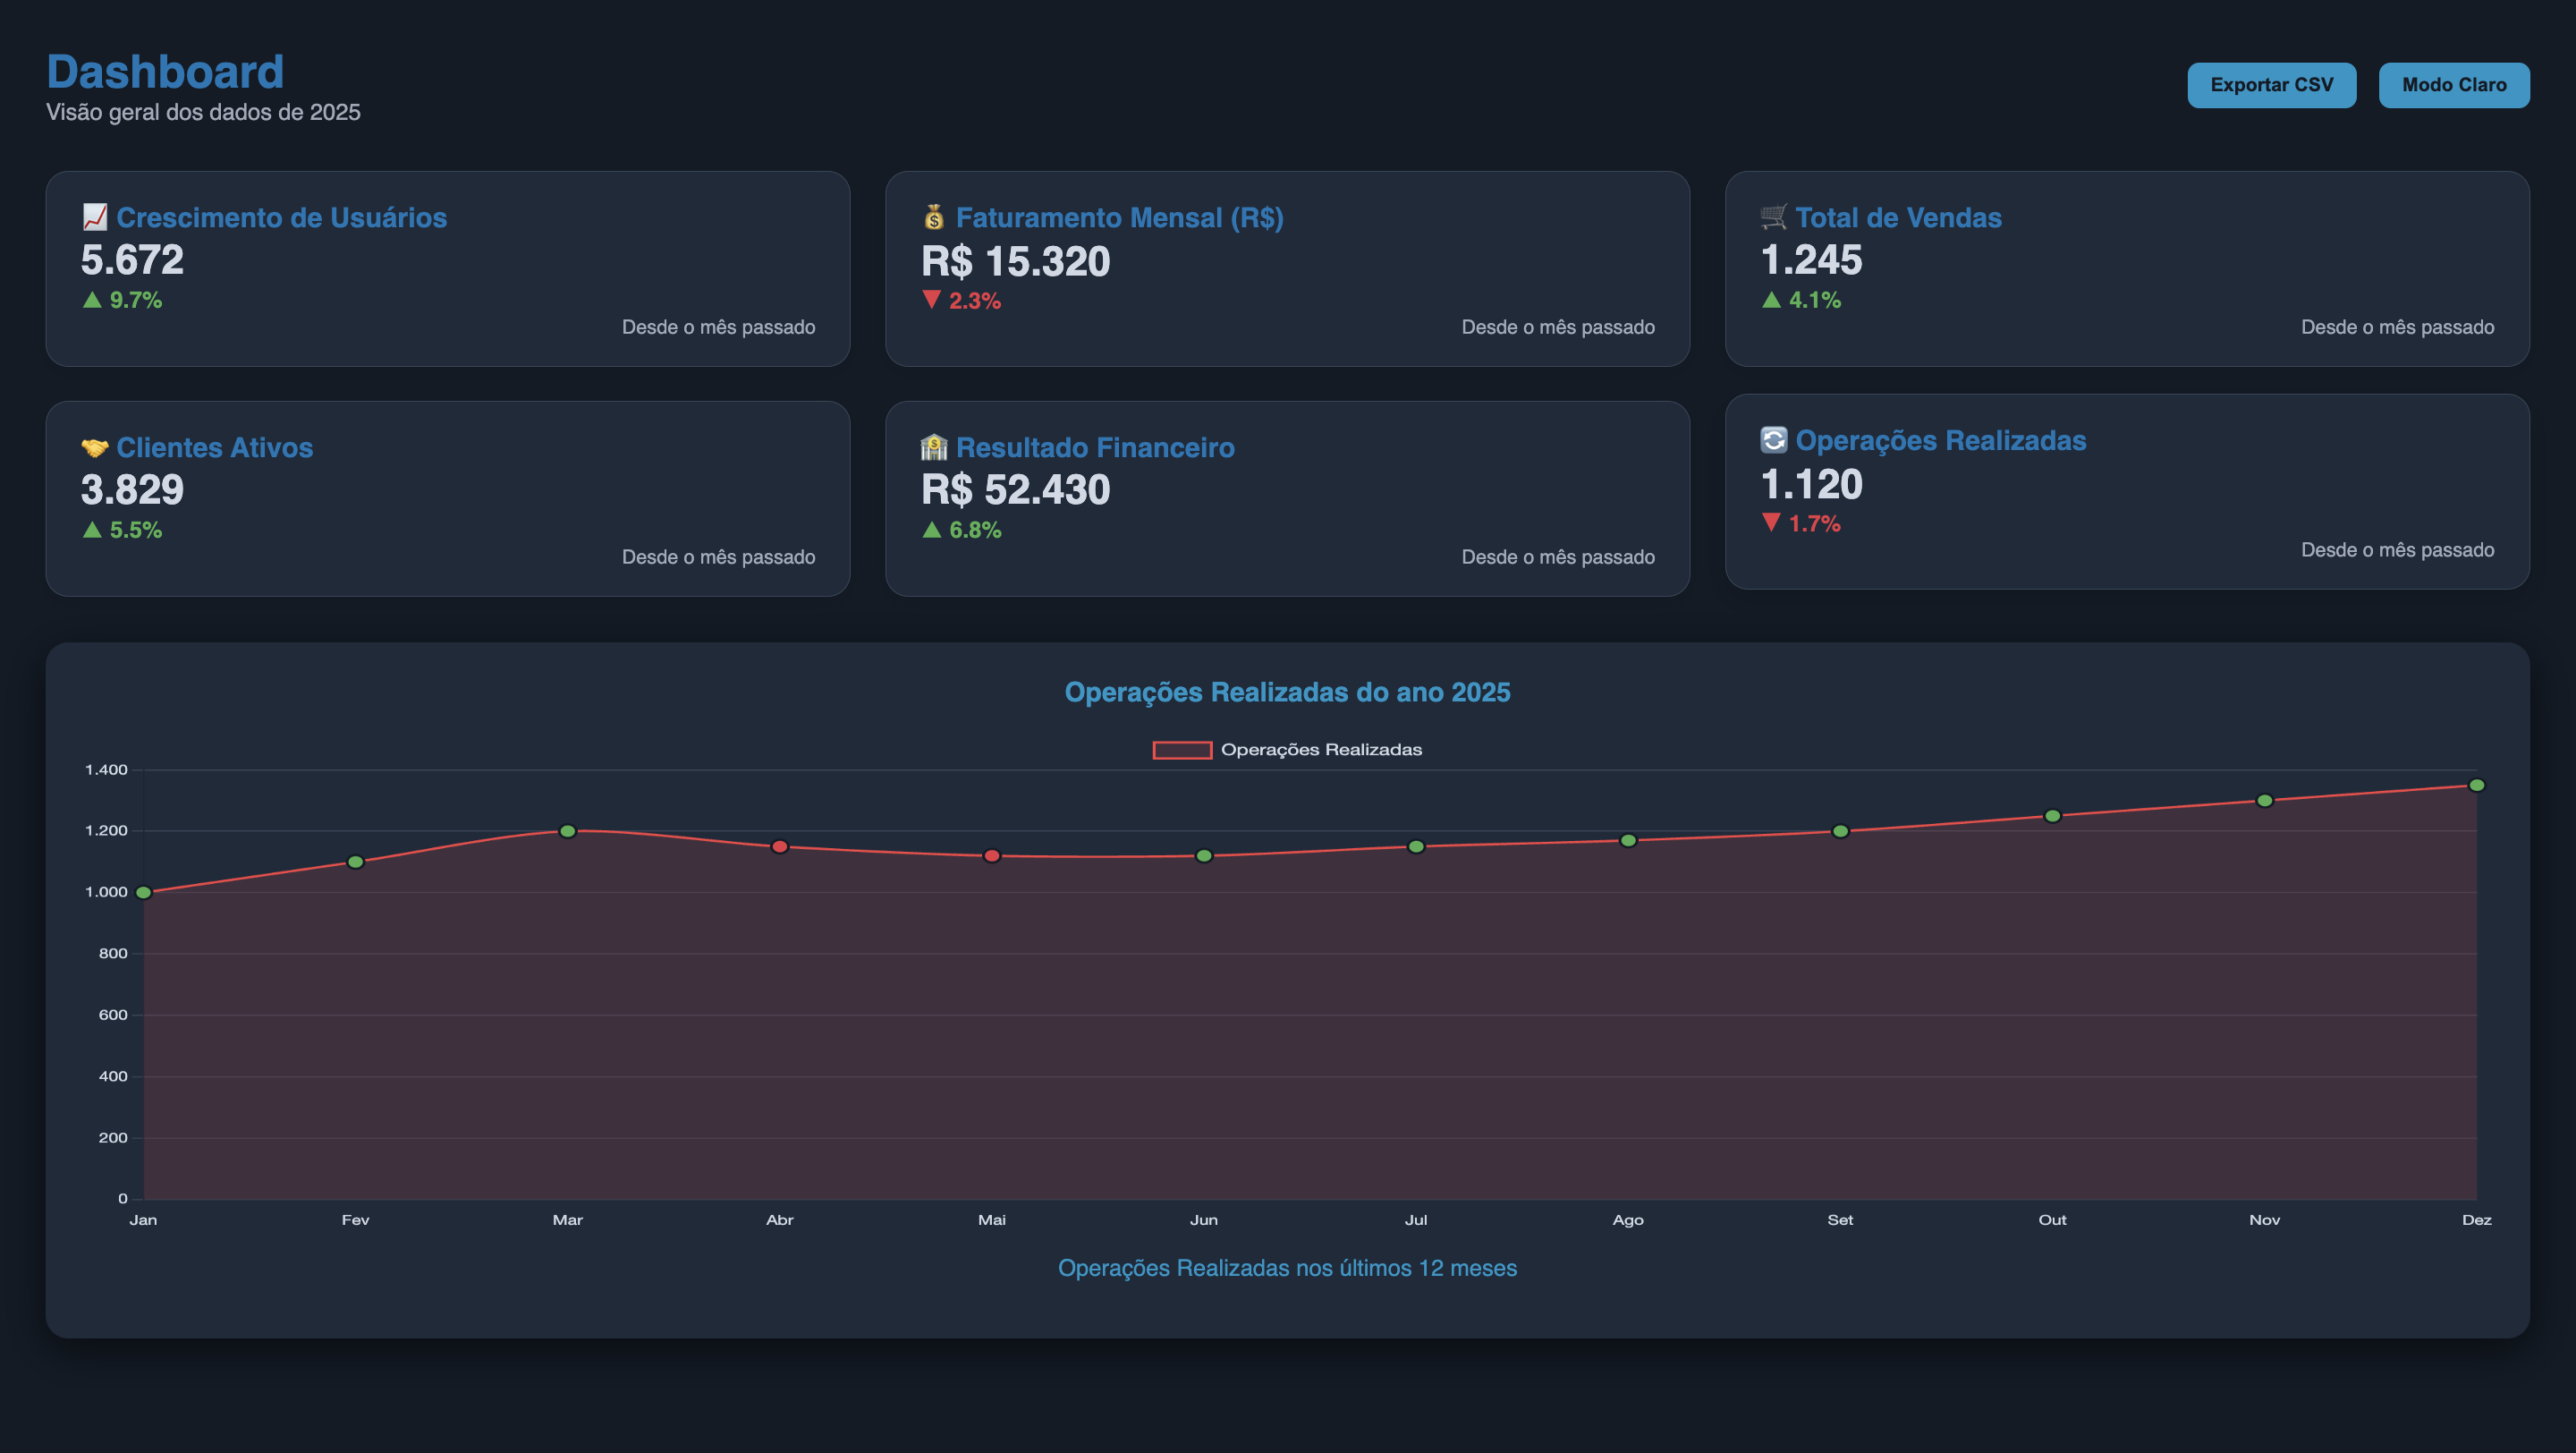 Dashboard
Visão geral dos dados de 2025
Exportar CSV
Modo Claro
📈 Crescimento de Usuários
5.672
▲ 9.7%
Desde o mês passado
💰 Faturamento Mensal (R$)
R$ 15.320
▼ 2.3%
Desde o mês passado
🛒 Total de Vendas
1.245
▲ 4.1%
Desde o mês passado
🤝 Clientes Ativos
3.829
▲ 5.5%
Desde o mês passado
🏦 Resultado Financeiro
R$ 52.430
▲ 6.8%
Desde o mês passado
🔄 Operações Realizadas
1.120
▼ 1.7%
Desde o mês passado
Operações Realizadas do ano 2025
Operações Realizadas
1.400
1.200
1.000
800
600
400
200
0
Jan Fev Mar Abr Mai Jun Jul Ago Set Out Nov Dez
Operações Realizadas nos últimos 12 meses